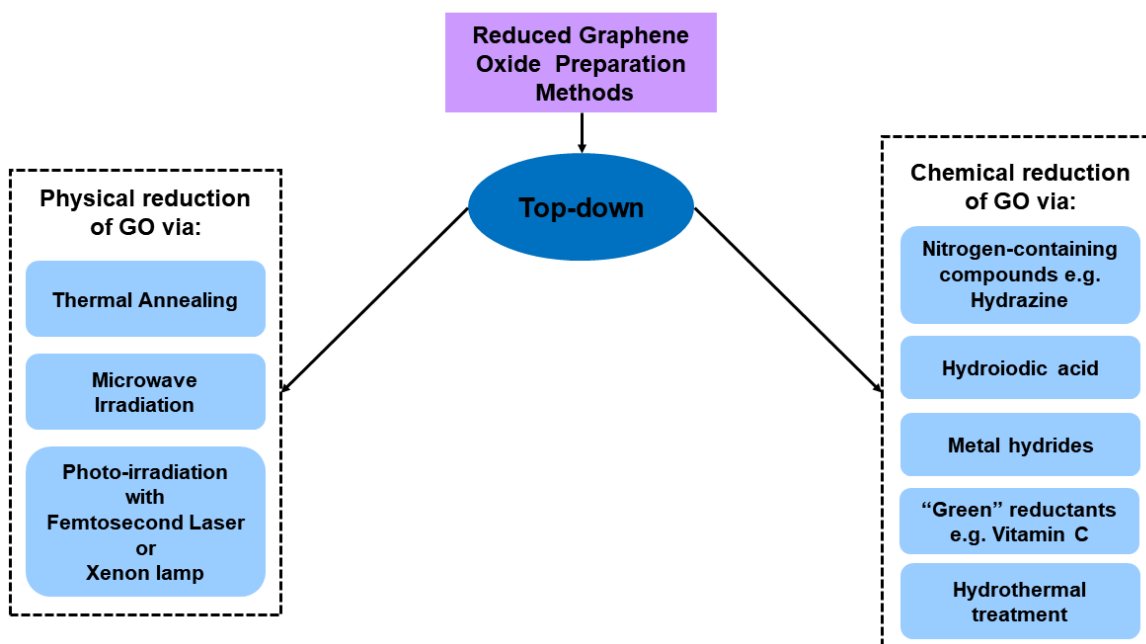 Reduced Graphene
Oxide Preparation
Methods
Top-down
Physical reduction
of GO via:
Thermal Annealing
Microwave
Irradiation
Photo-irradiation
with
Femtosecond Laser
or
Xenon lamp
Chemical reduction
of GO via:
Nitrogen-containing
compounds e.g.
Hydrazine
Hydroiodic acid
Metal hydrides
“Green” reductants
e.g. Vitamin C
Hydrothermal
treatment